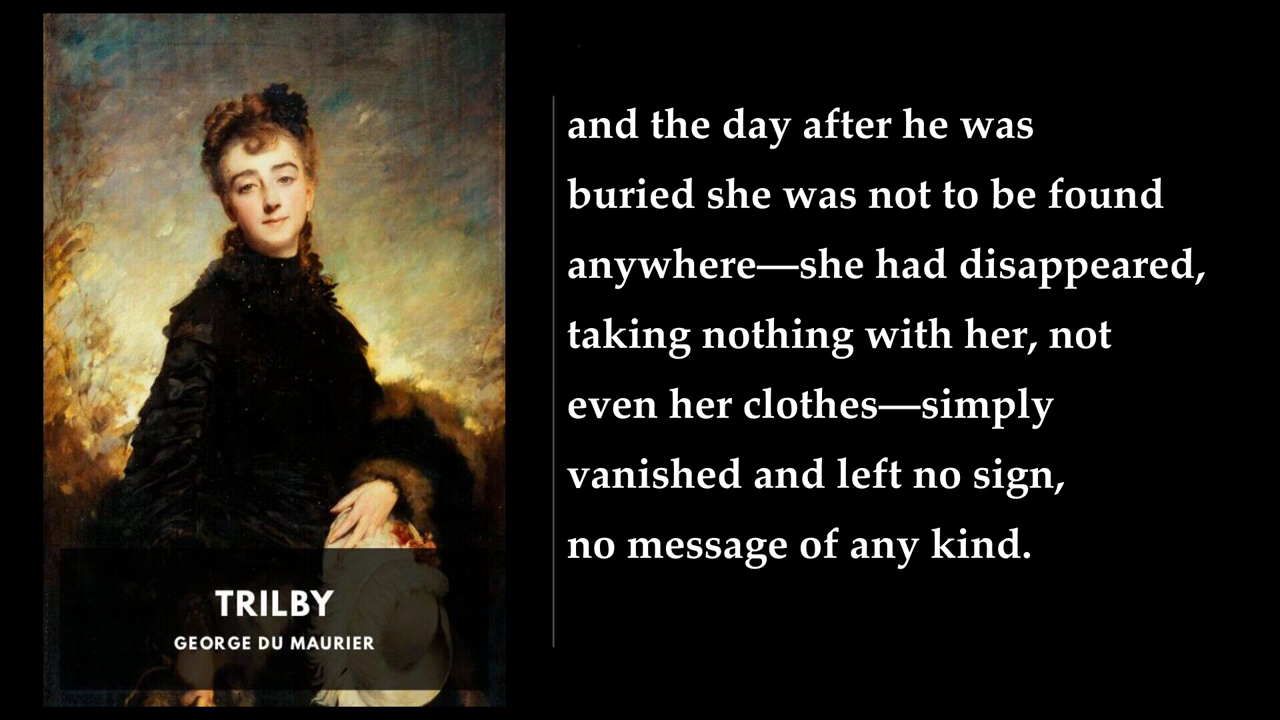 TRILBY
GEORGE DU MAURIER
and the day after he was
buried she was not to be found
anywhere—she had disappeared,
taking nothing with her, not
even her clothes—simply
vanished and left no sign,
no message of any kind.